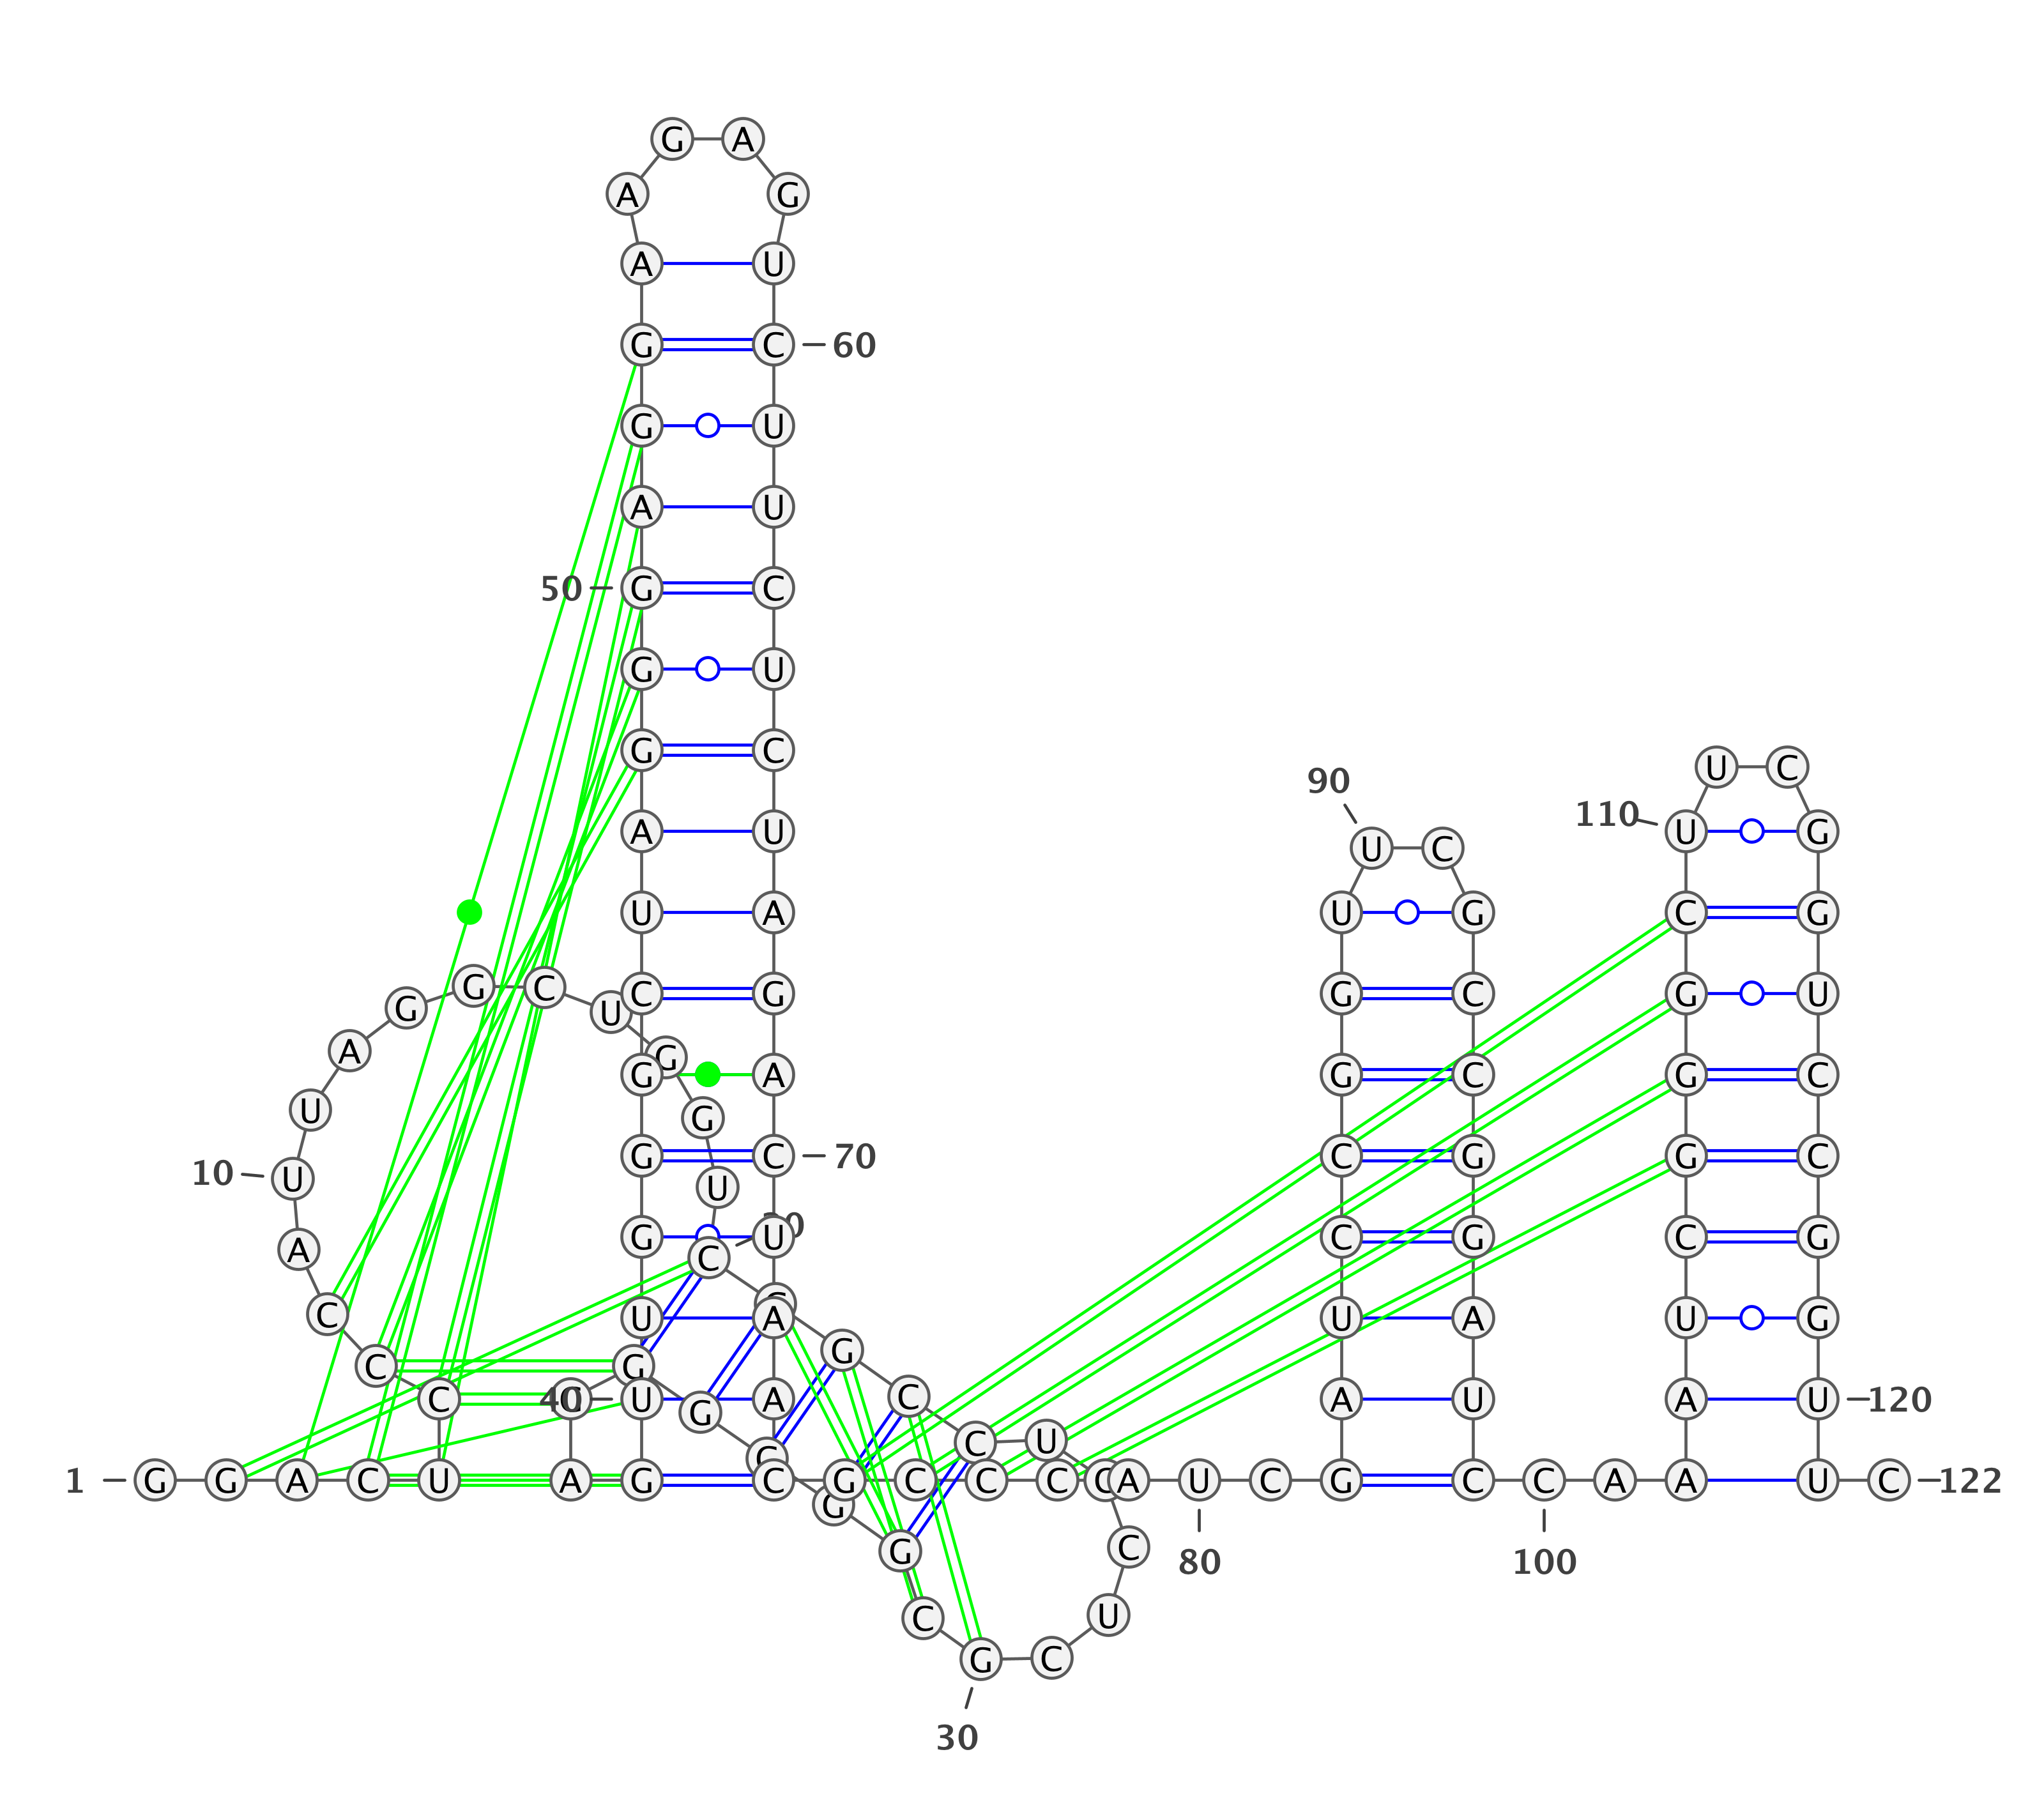 G A
A G
A U
G C 60
G U
A U
50 G C
G U
G C U C
90
110
A U U G
U C
U A U G C G
G C U C G G C G U
G
A G
G A G C G C
U G
G C 70 C G G C
10 U U
G U C G C G
A C
C U A U A U G
G
C G
C 40 U G A A U A U 120
C U
1 G G A C U A G C G C C C A U C G C C A A U C 122
G
G C
80 100
C U
G C
30